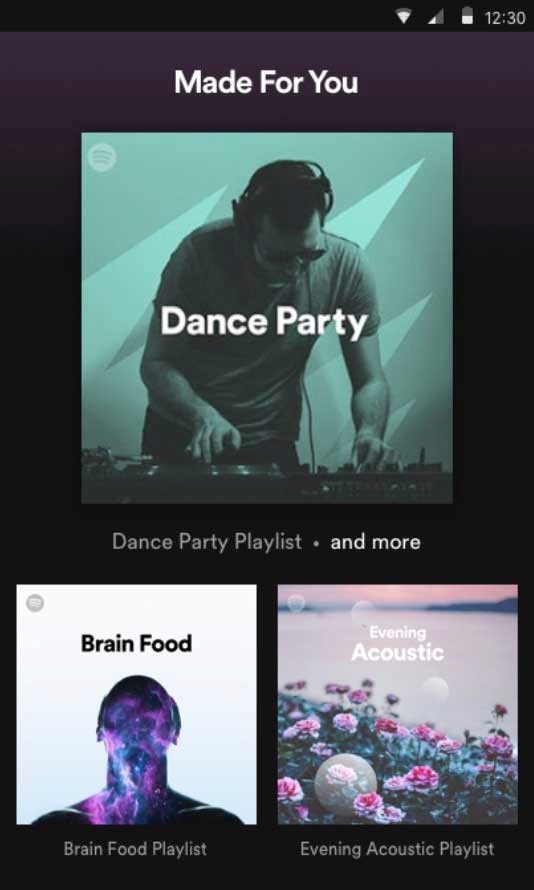 12:30
Made For You
Dance Party
Dance Party Playlist • and more
Brain Food
Evening
Acoustic
Brain Food Playlist
Evening Acoustic Playlist